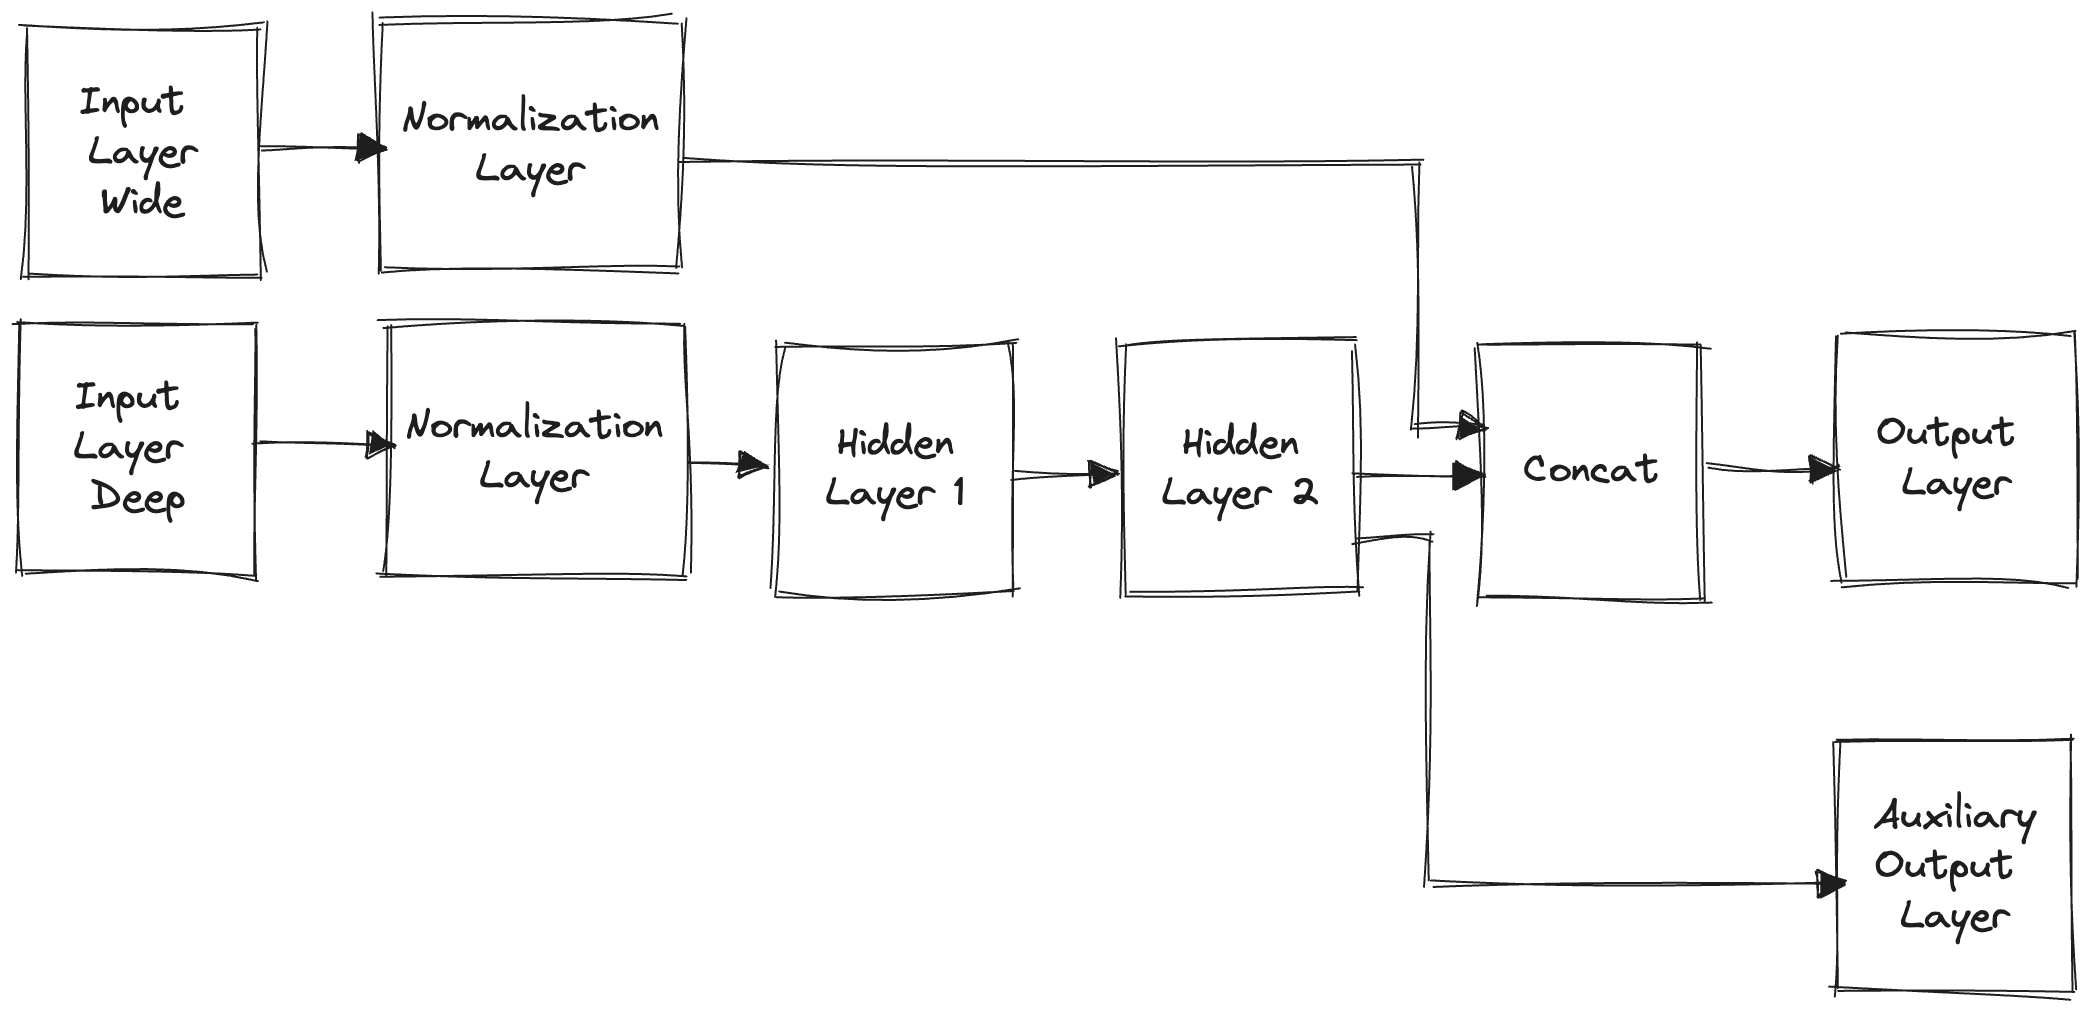 Input
Layer
Wide
Normalization
Layer
Input
Layer
Deep
Normalization
Layer
Hidden
Layer 1
Hidden
Layer 2
Concat
Output
Layer
Auxiliary
Output
Layer